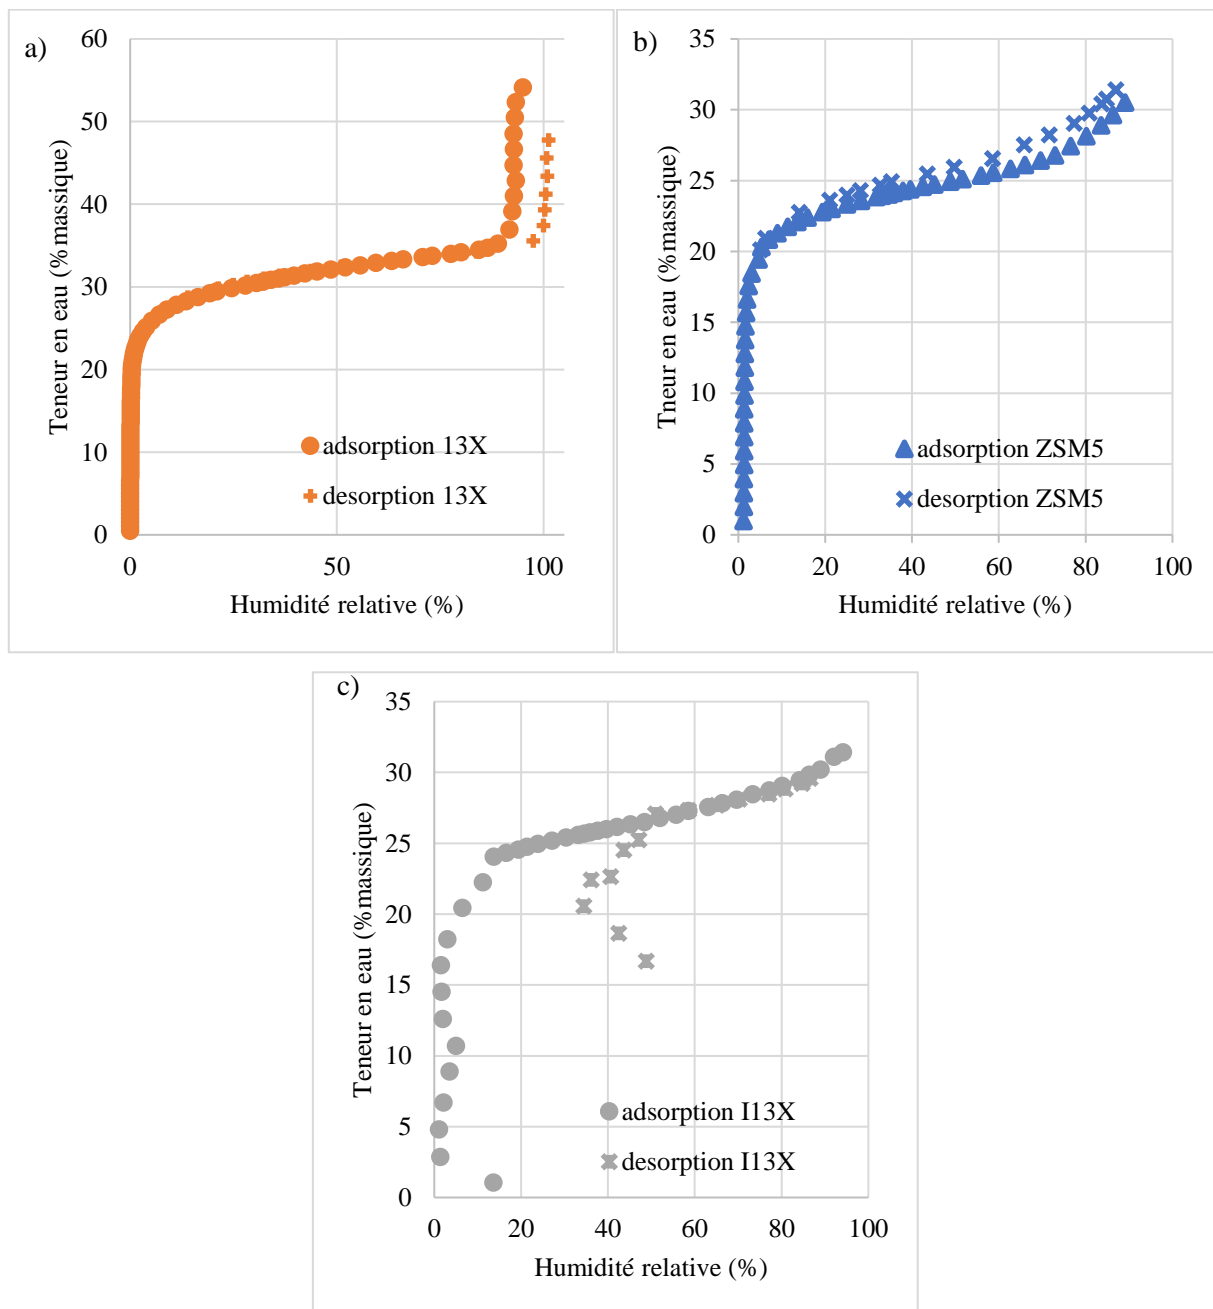 a)
60
50
40
30
20
10
0
Teneur en eau (%massique)
adsorption 13X
desorption 13X
0 50 100
Humidité relative (%)
b)
35
30
25
20
15
10
5
0
Tneur en eau (%massique)
adsorption ZSM5
desorption ZSM5
0 20 40 60 80 100
Humidité relative (%)
c)
35
30
25
20
15
10
5
0
Teneur en eau (%massique)
adsorption I13X
desorption I13X
0 20 40 60 80 100
Humidité relative (%)